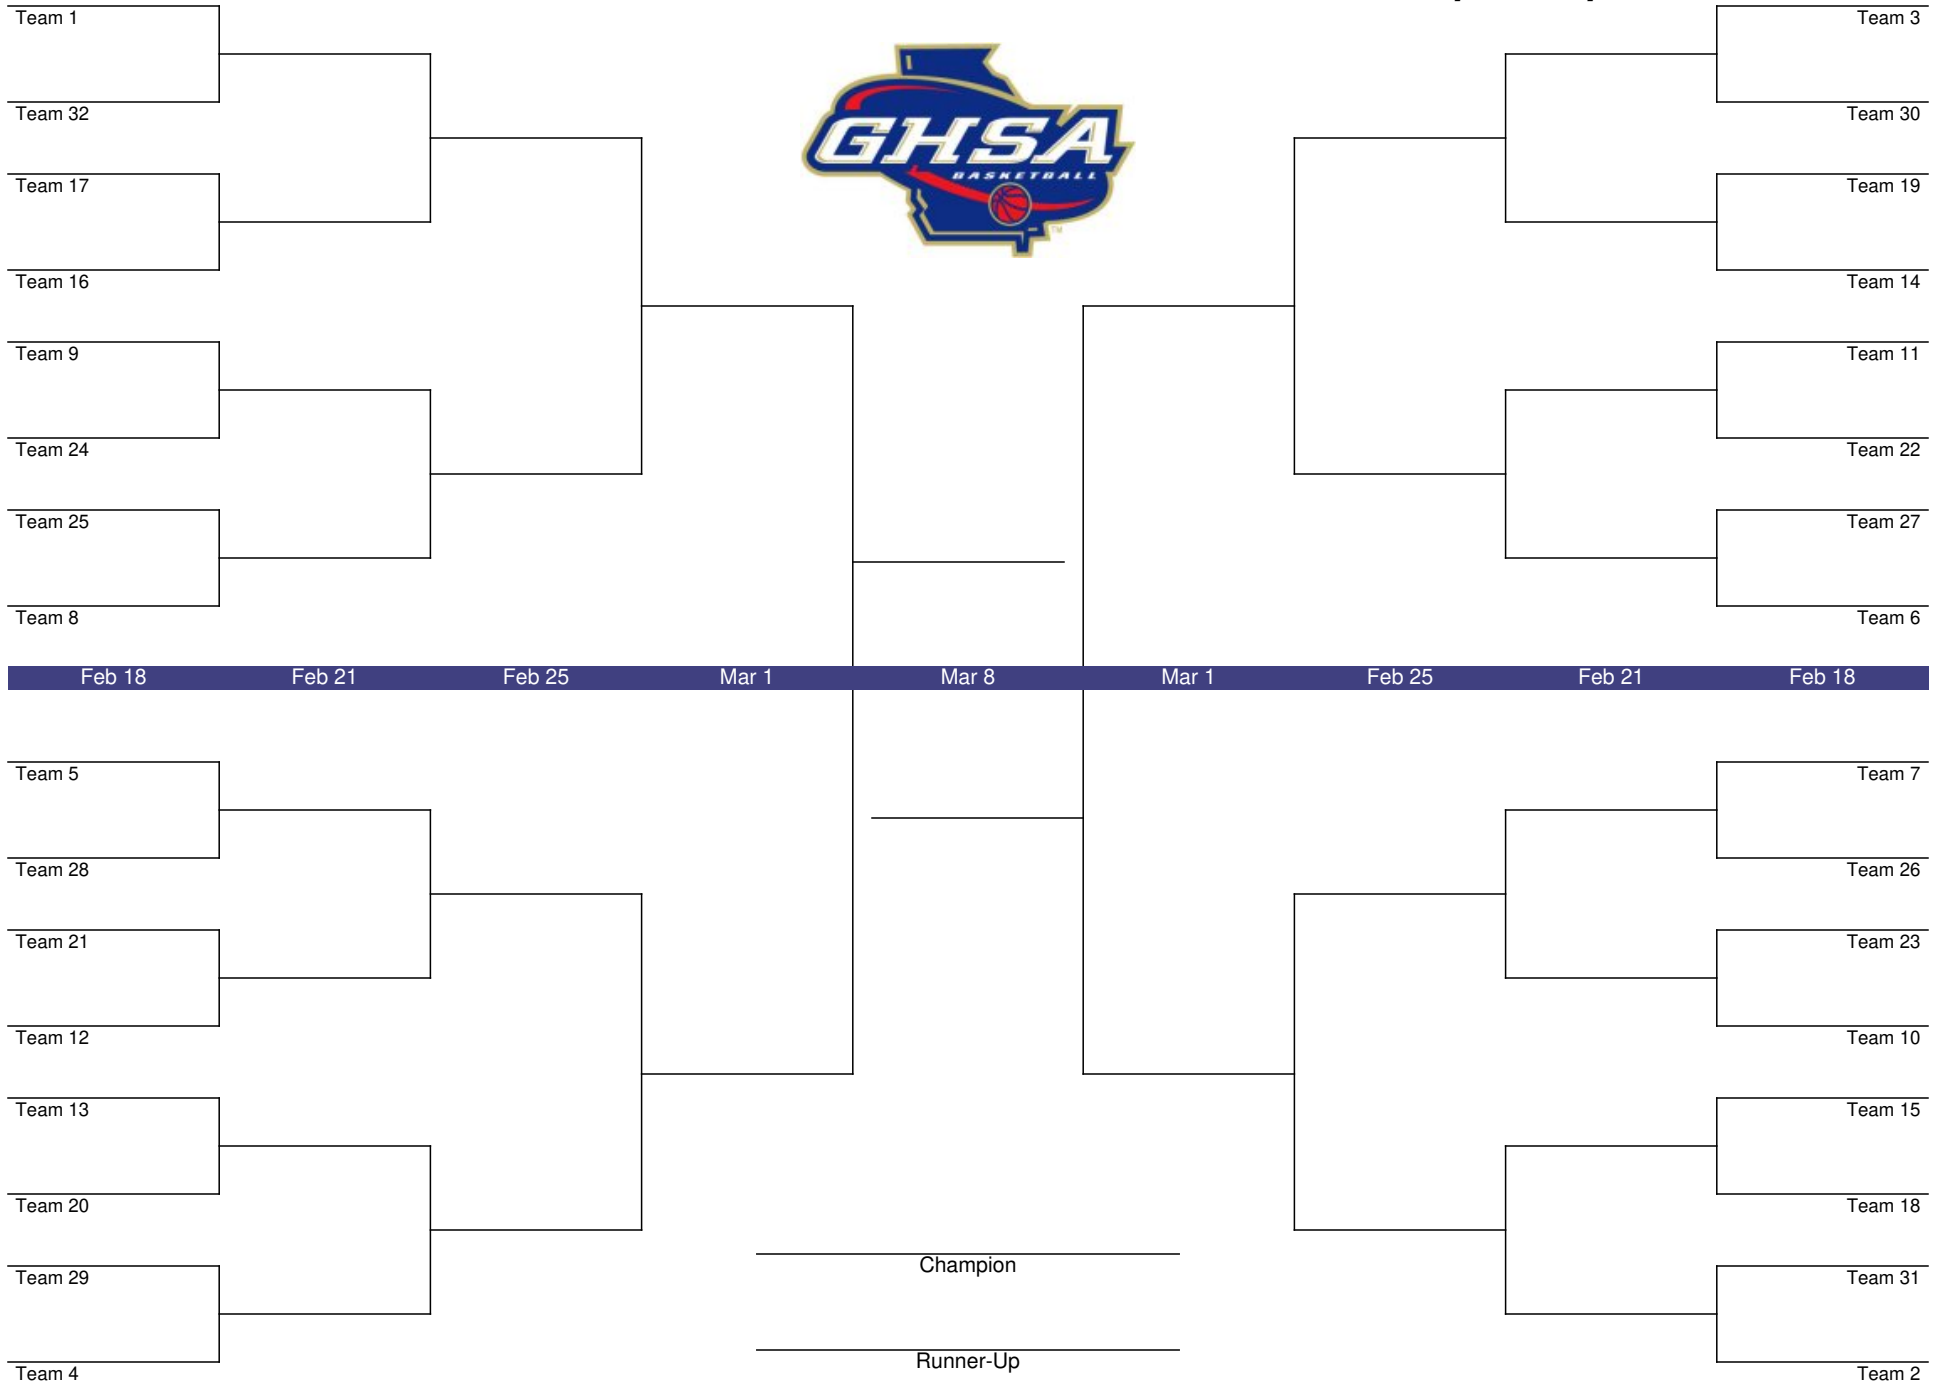 Team 1
Team 32
Team 17
Team 16
Team 9
Team 24
Team 25
Team 8
GHSA
BASKETBALL
TM
Team 3
Team 30
Team 19
Team 14
Team 11
Team 22
Team 27
Team 6
Feb 18 Feb 21 Feb 25 Mar 1 Mar 8 Mar 1 Feb 25 Feb 21 Feb 18
Team 5
Team 28
Team 21
Team 12
Team 13
Team 20
Team 29
Team 4
Champion
Runner-Up
Team 7
Team 26
Team 23
Team 10
Team 15
Team 18
Team 31
Team 2